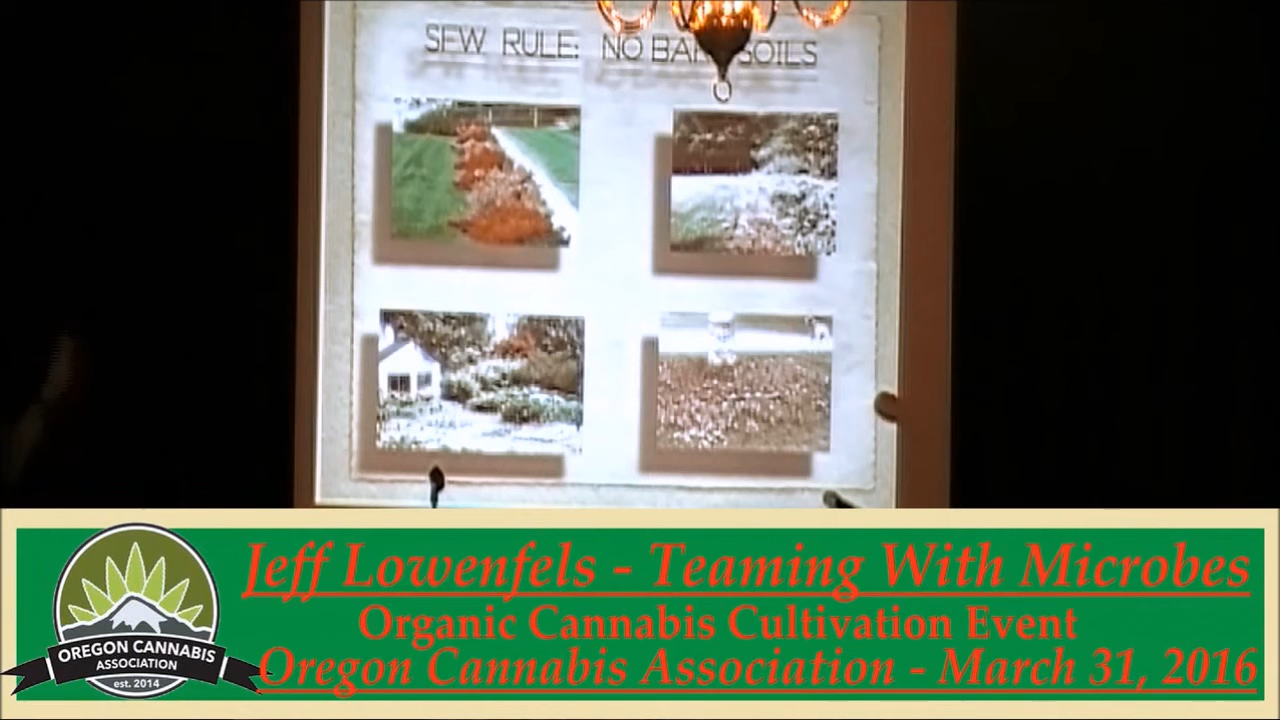 SFW RULE: NO BA SOILS
Jeff Lowenfels - Teaming With Microbes
Organic Cannabis Cultivation Event
Oregon Cannabis Association - March 31, 2016
OREGON CANNABIS
ASSOCIATION
est. 2014